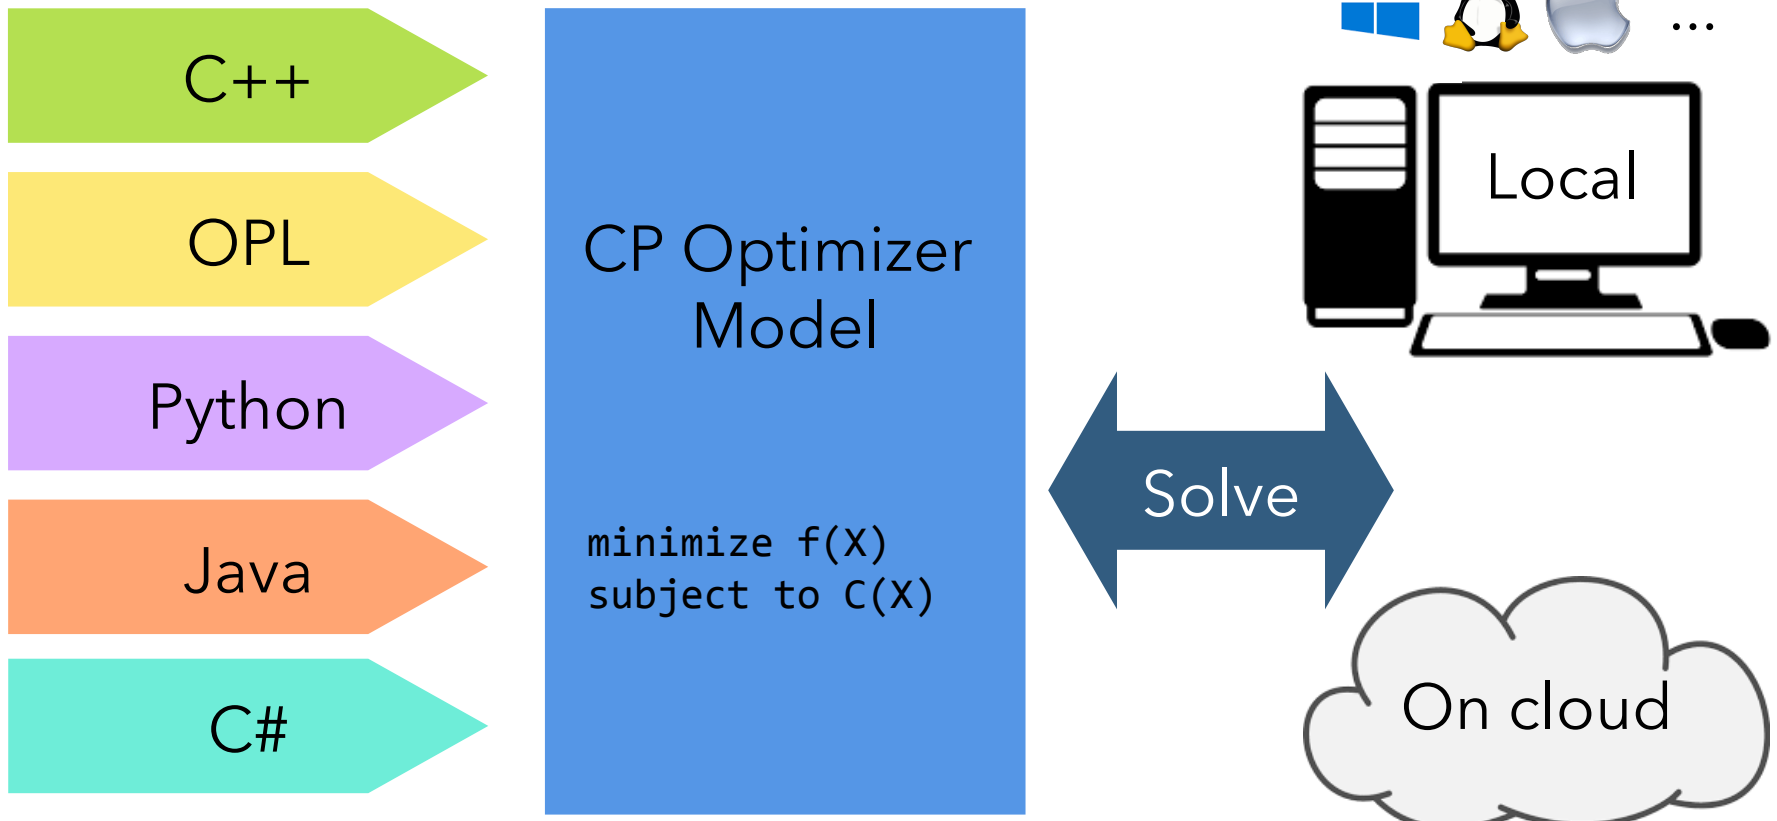 C++
OPL
Python
Java
C#
CP Optimizer
Model
minimize f(X)
subject to C(X)
Solve
...
Local
On cloud